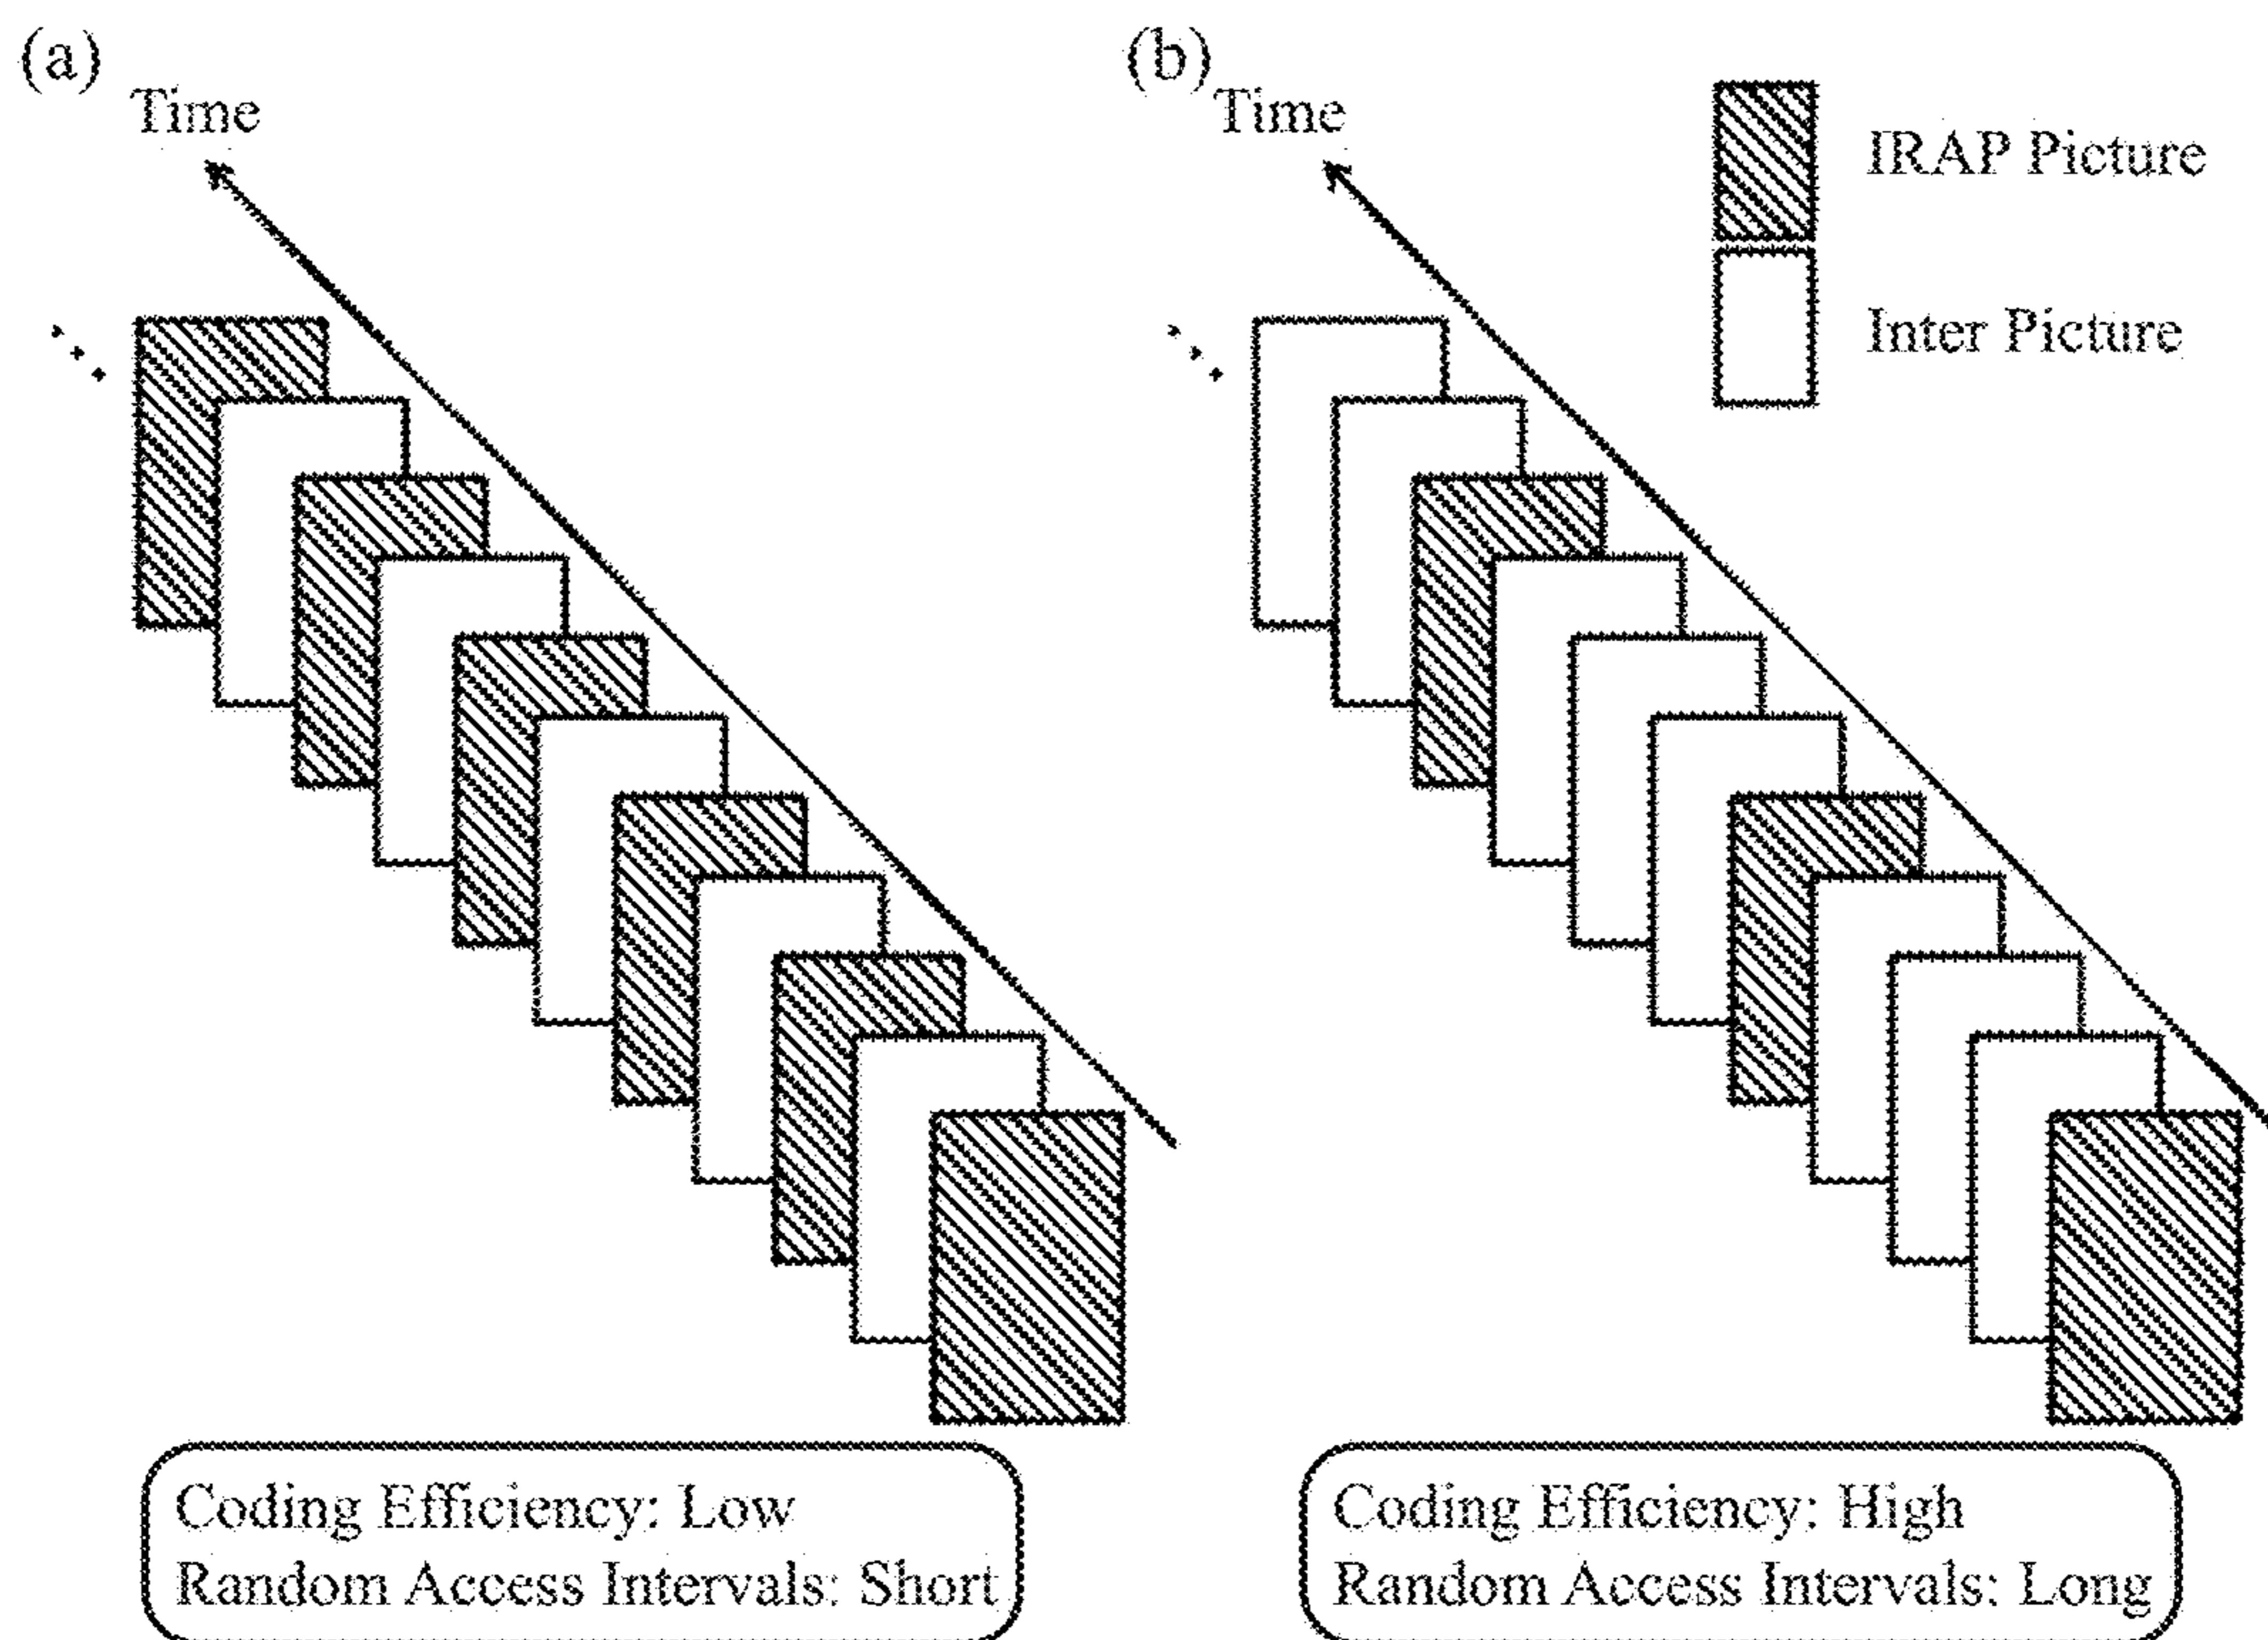 (a)
Time
(b)
Time
IRAP Picture
Inter Picture
Coding Efficiency: Low
Random Access Intervals: Short
Coding Efficiency: High
Random Access Intervals: Long